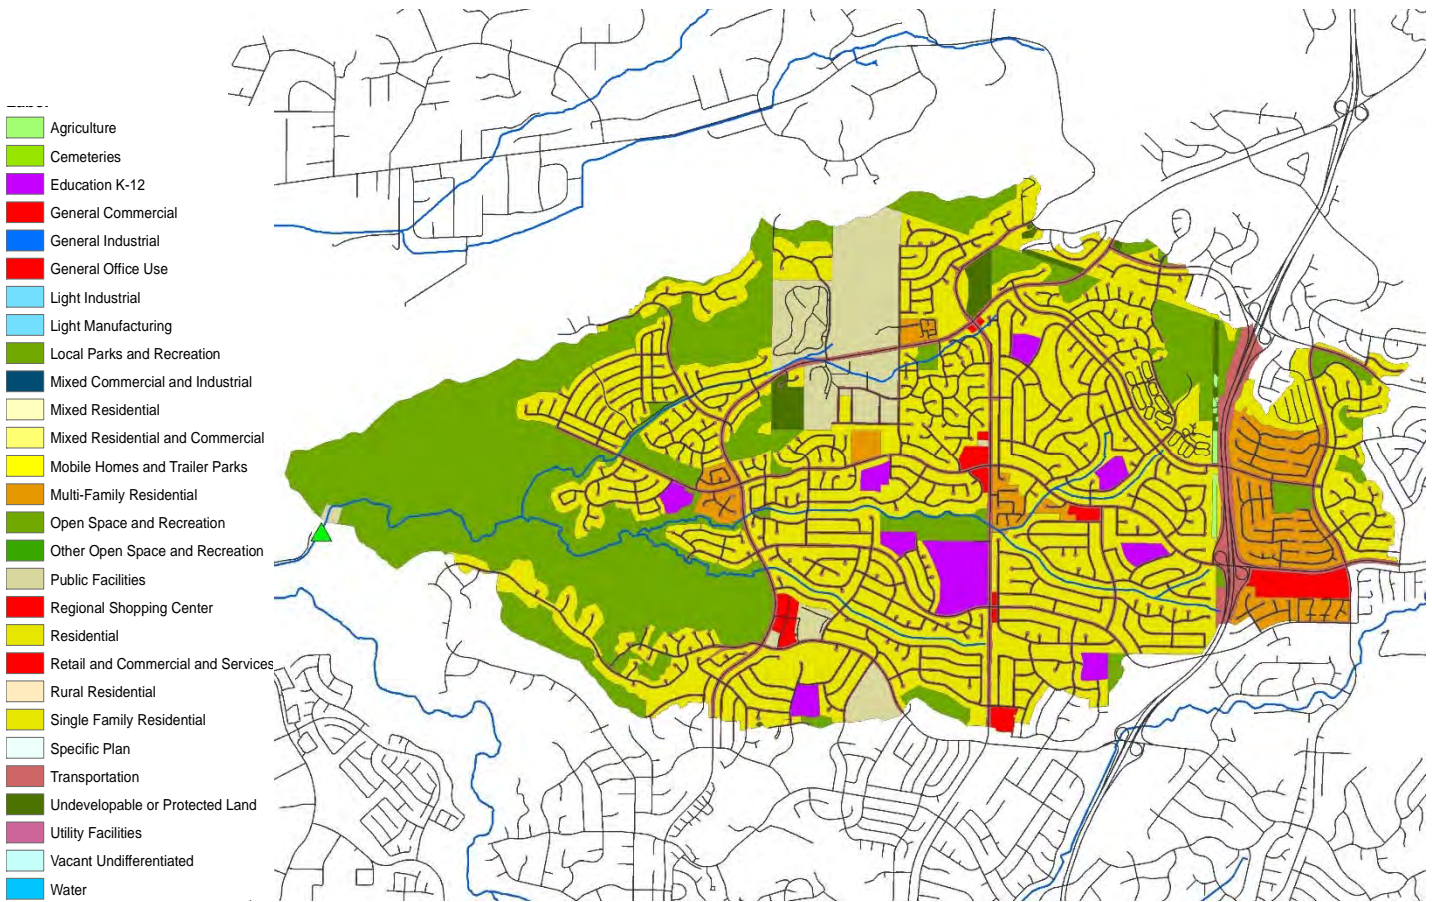 Agriculture
Cemeteries
Education K-12
General Commercial
General Industrial
General Office Use
Light Industrial
Light Manufacturing
Local Parks and Recreation
Mixed Commercial and Industrial
Mixed Residential
Mixed Residential and Commercial
Mobile Homes and Trailer Parks
Multi-Family Residential
Open Space and Recreation
Other Open Space and Recreation
Public Facilities
Regional Shopping Center
Residential
Retail and Commercial and Services
Rural Residential
Single Family Residential
Specific Plan
Transportation
Undevelopable or Protected Land
Utility Facilities
Vacant Undifferentiated
Water